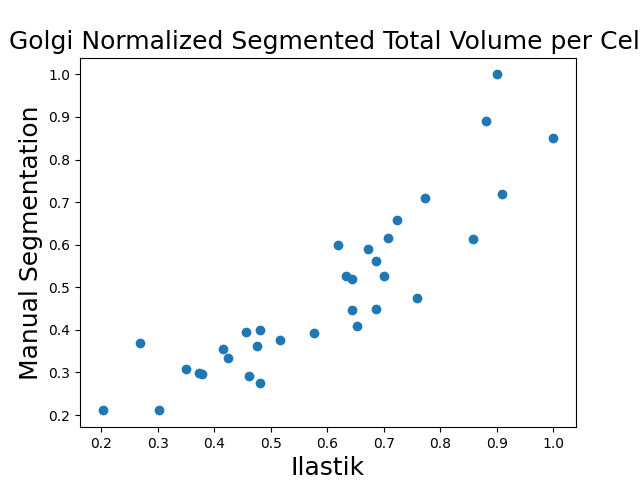 Golgi Normalized Segmented Total Volume per Cel
1.0
0.9
0.8
0.7
0.6
0.5
0.4
0.3
0.2
Manual Segmentation
0.2 0.3 0.4 0.5 0.6 0.7 0.8 0.9 1.0
Ilastik